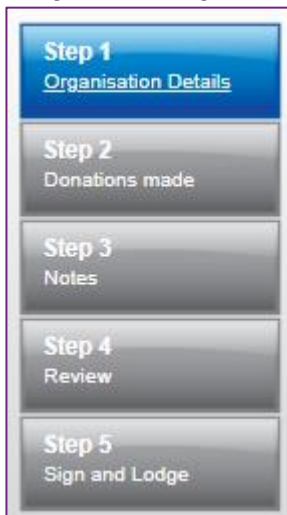 Step 1
Organisation Details
Step 2
Donations made
Step 3
Notes
Step 4
Review
Step 5
Sign and Lodge